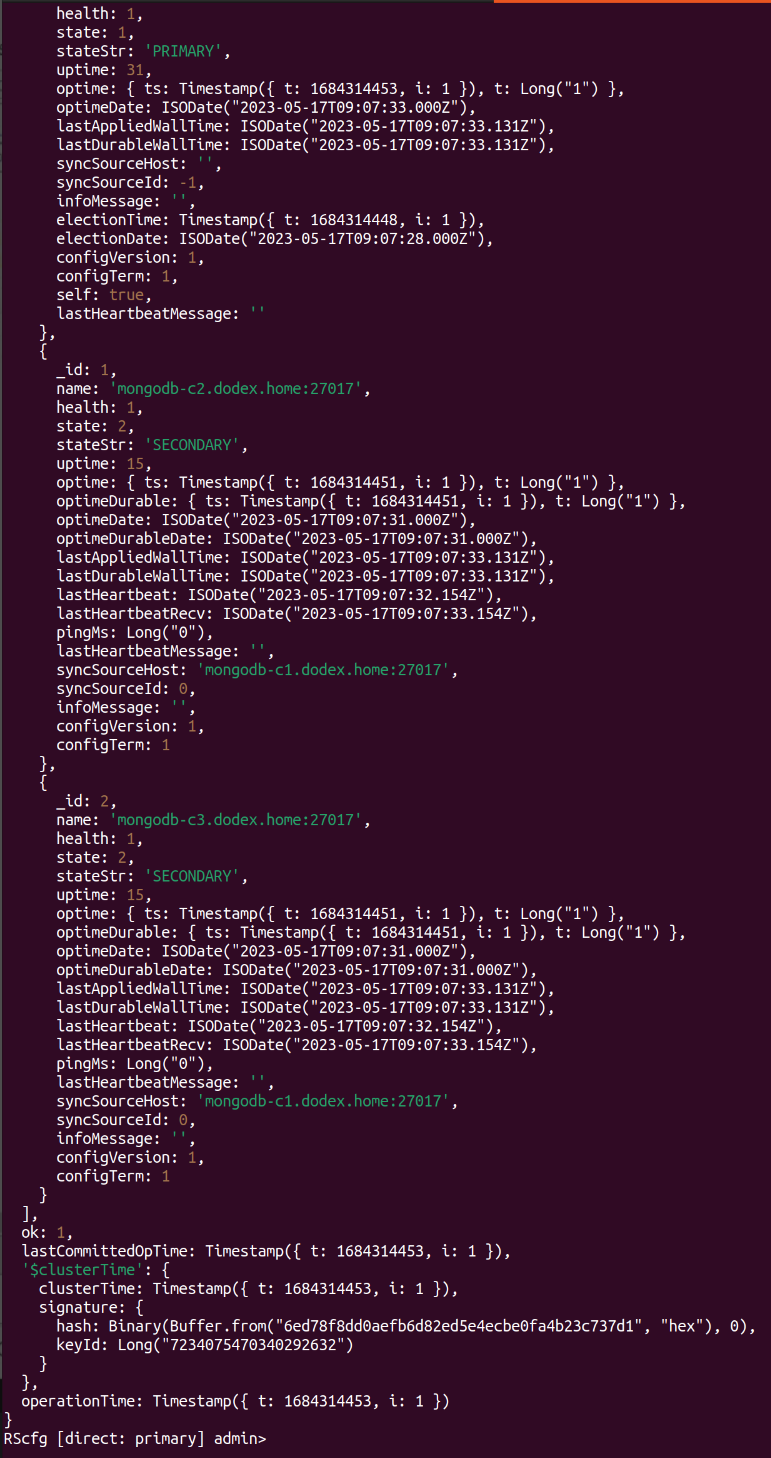 health: 1,
state: 1,
stateStr: 'PRIMARY',
uptime: 31,
optime: { ts: Timestamp({ t: 1684314453, i: 1 }), t: Long("1") },
optimeDate: ISODate("2023-05-17T09:07:33.000Z"),
lastAppliedWallTime: ISODate("2023-05-17T09:07:33.131Z"),
lastDurableWallTime: ISODate("2023-05-17T09:07:33.131Z"),
syncSourceHost: '',
syncSourceId: -1,
infoMessage: '',
electionTime: Timestamp({ t: 1684314448, i: 1 }),
electionDate: ISODate("2023-05-17T09:07:28.000Z"),
configVersion: 1,
configTerm: 1,
self: true,
lastHeartbeatMessage: ''
},
{
_id: 1,
name: 'mongodb-c2.dodex.home:27017',
health: 1,
state: 2,
stateStr: 'SECONDARY',
uptime: 15,
optime: { ts: Timestamp({ t: 1684314451, i: 1 }), t: Long("1") },
optimeDurable: { ts: Timestamp({ t: 1684314451, i: 1 }), t: Long("1") },
optimeDate: ISODate("2023-05-17T09:07:31.000Z"),
optimeDurableDate: ISODate("2023-05-17T09:07:31.000Z"),
lastAppliedWallTime: ISODate("2023-05-17T09:07:33.131Z"),
lastDurableWallTime: ISODate("2023-05-17T09:07:33.131Z"),
lastHeartbeat: ISODate("2023-05-17T09:07:32.154Z"),
lastHeartbeatRecv: ISODate("2023-05-17T09:07:33.154Z"),
pingMs: Long("0"),
lastHeartbeatMessage: '',
syncSourceHost: 'mongodb-c1.dodex.home:27017',
syncSourceId: 0,
infoMessage: '',
configVersion: 1,
configTerm: 1
},
{
_id: 2,
name: 'mongodb-c3.dodex.home:27017',
health: 1,
state: 2,
stateStr: 'SECONDARY',
uptime: 15,
optime: { ts: Timestamp({ t: 1684314451, i: 1 }), t: Long("1") },
optimeDurable: { ts: Timestamp({ t: 1684314451, i: 1 }), t: Long("1") },
optimeDate: ISODate("2023-05-17T09:07:31.000Z"),
optimeDurableDate: ISODate("2023-05-17T09:07:31.000Z"),
lastAppliedWallTime: ISODate("2023-05-17T09:07:33.131Z"),
lastDurableWallTime: ISODate("2023-05-17T09:07:33.131Z"),
lastHeartbeat: ISODate("2023-05-17T09:07:32.154Z"),
lastHeartbeatRecv: ISODate("2023-05-17T09:07:33.154Z"),
pingMs: Long("0"),
lastHeartbeatMessage: '',
syncSourceHost: 'mongodb-c1.dodex.home:27017',
syncSourceId: 0,
infoMessage: '',
configVersion: 1,
configTerm: 1
}
],
ok: 1,
lastCommittedOpTime: Timestamp({ t: 1684314453, i: 1 }),
'$clusterTime': {
clusterTime: Timestamp({ t: 1684314453, i: 1 }),
signature: {
hash: Binary(Buffer.from("6ed78f8dd0aefb6d82ed5e4ecbe0fa4b23c737d1", "hex"), 0),
keyId: Long("7234075470340292632")
}
},
operationTime: Timestamp({ t: 1684314453, i: 1 })
}
RScfg [direct: primary] admin>